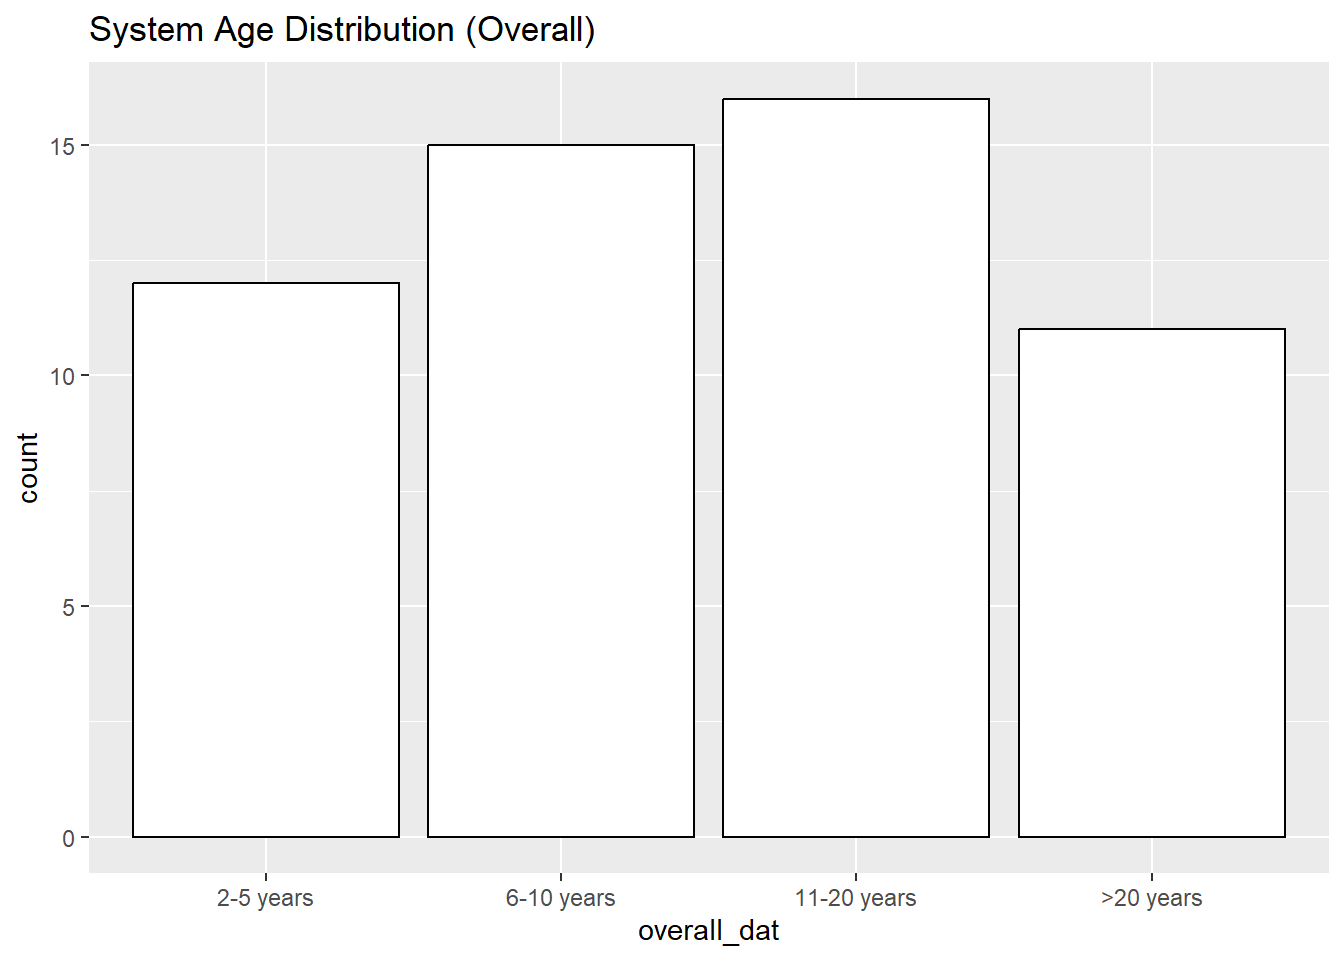 System Age Distribution (Overall)
count
15
10
5
0
2-5 years 6-10 years 11-20 years >20 years
overall_dat